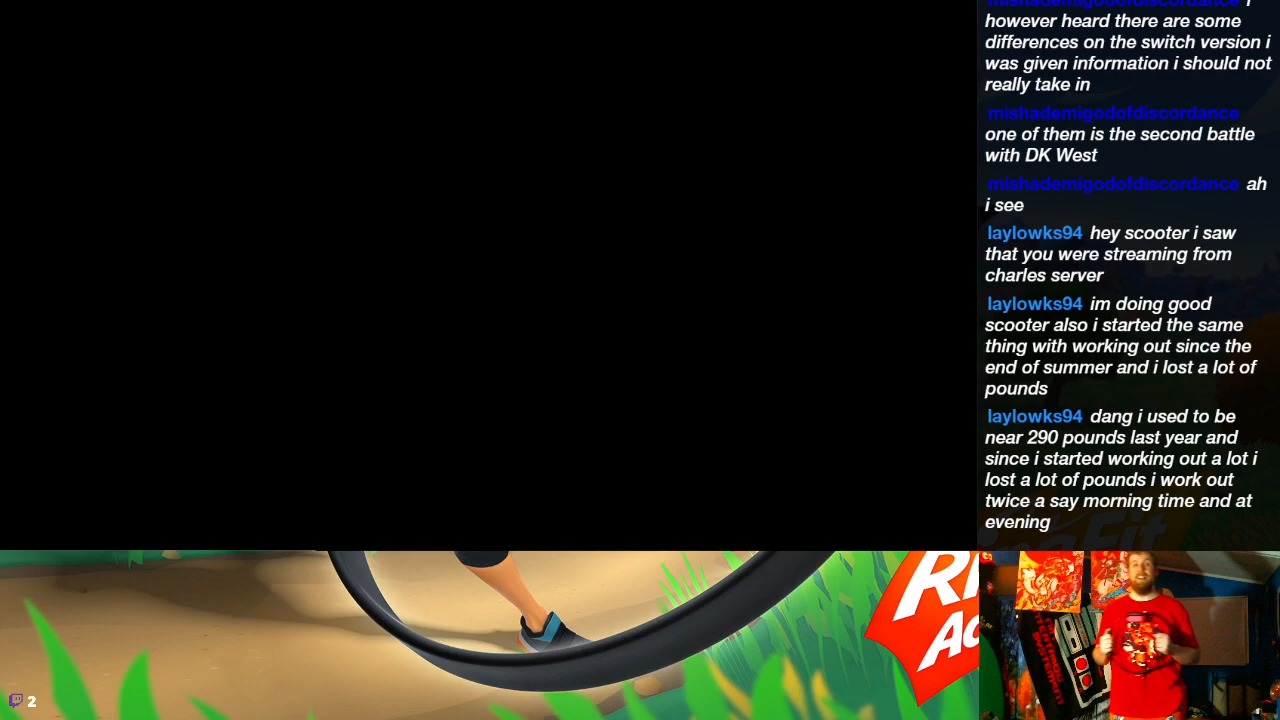 mishademigodofdiscordance i
however heard there are some
differences on the switch version i
was given information i should not
really take in
mishademigodofdiscordance
one of them is the second battle
with DK West
mishademigodofdiscordance ah
i see
laylowks94 hey scooter i saw
that you were streaming from
charles server
laylowks94 im doing good
scooter also i started the same
thing with working out since the
end of summer and i lost a lot of
pounds
laylowks94 dang i used to be
near 290 pounds last year and
since i started working out a lot i
lost a lot of pounds i work out
twice a say morning time and at
evening
2